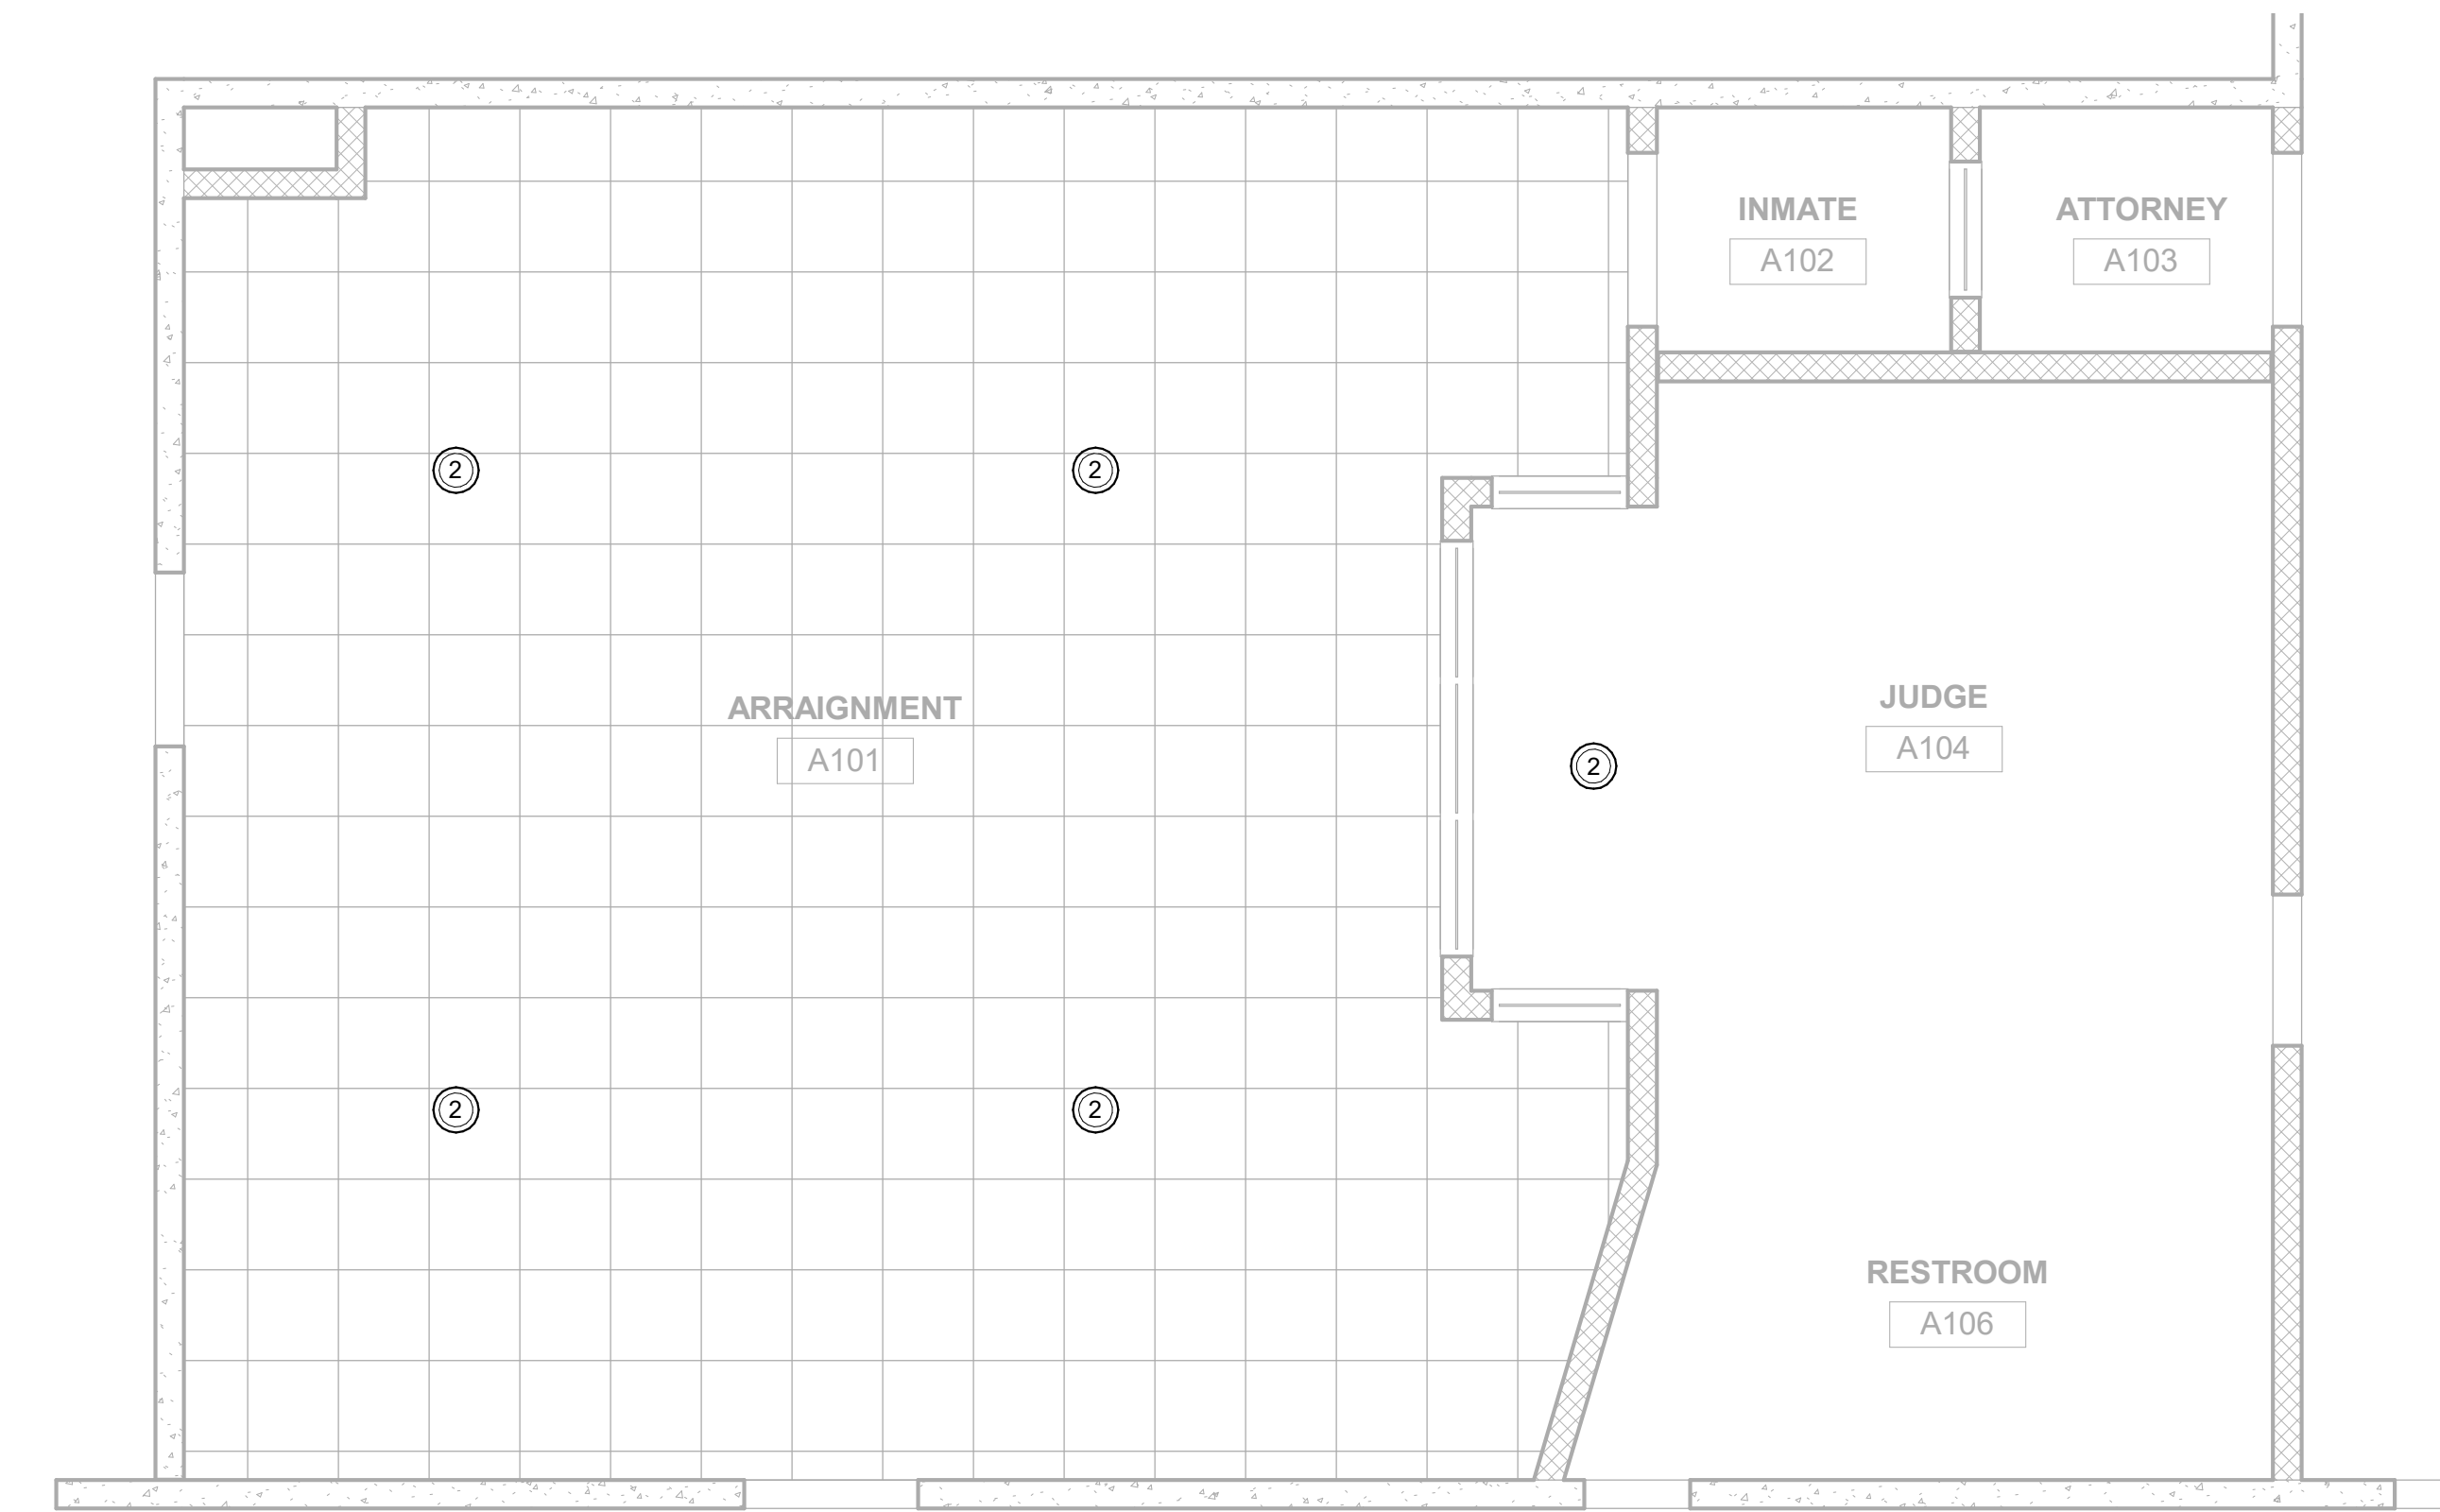 INMATE
A102
ATTORNEY
A103
2
2
ARRAIGNMENT
A101
2
JUDGE
A104
2
2
RESTROOM
A106